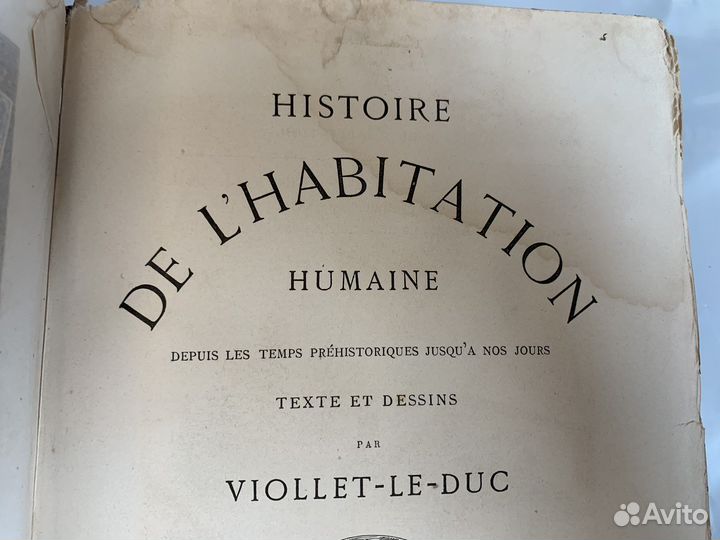 HISTOIRE
DE L'HABITATION
HUMAINE
DEPUIS LES TEMPS PRÉHISTORIQUES JUSQU'A NOS JOURS
TEXTE ET DESSINS
PAR
VIOLLET-LE-DUC
Avito